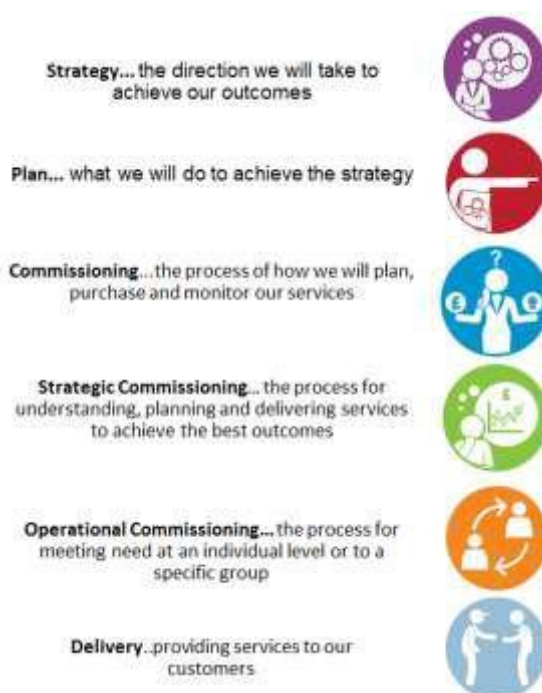 Strategy... the direction we will take to
achieve our outcomes
Plan... what we will do to achieve the strategy
Commissioning...the process of how we will plan,
purchase and monitor our services
?
£
Strategic Commissioning... the process for
understanding, planning and delivering services
to achieve the best outcomes
£
Operational Commissioning... the process for
meeting need at an individual level or to a
specific group
Delivery..providing services to our
customers